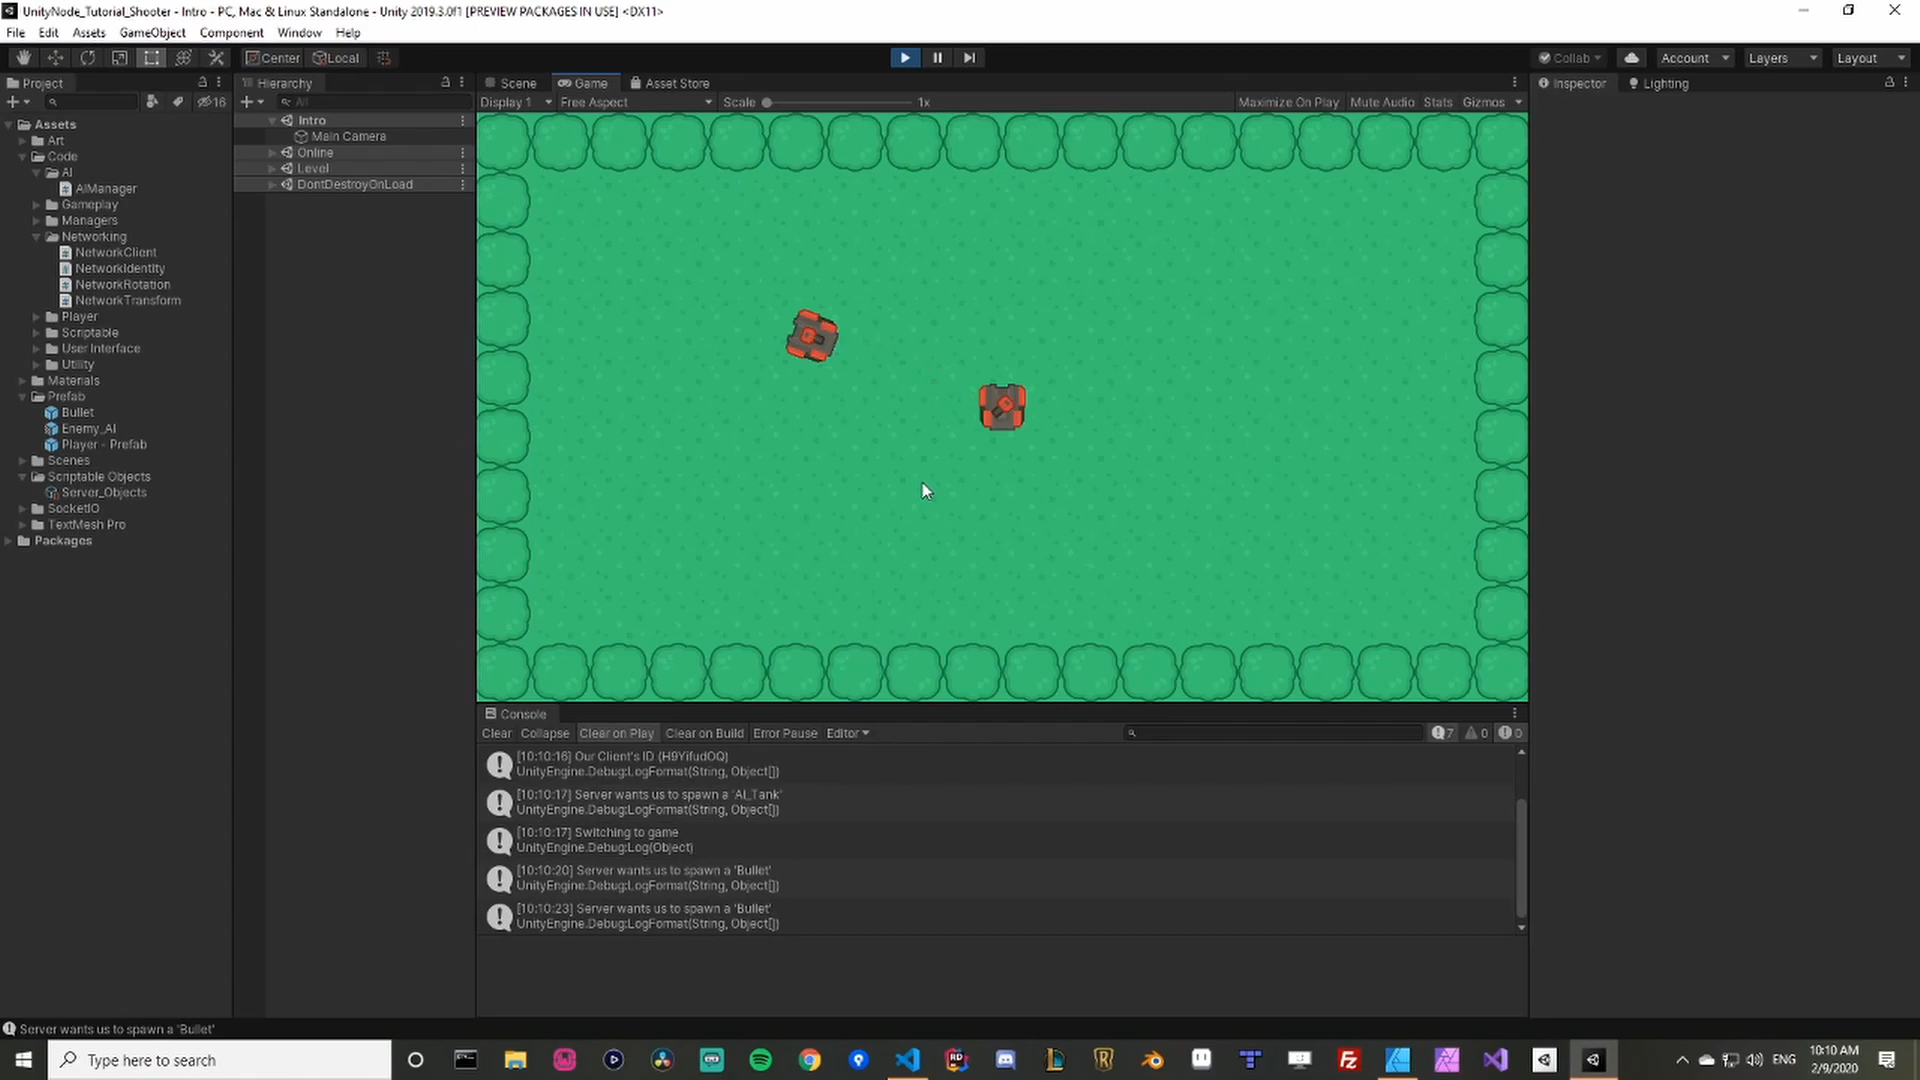 UnityNode_Tutorial_Shooter - Intro - PC, Mac & Linux Standalone - Unity 2019.3.0f1 [PREVIEW PACKAGES IN USE] <DX11>
File Edit Assets GameObject Component Window Help
Center Local Collab Account Layers Layout
Project Hierarchy Scene Game Asset Store Inspector Lighting
16 All Display 1 Free Aspect Scale 1x Maximize On Play Mute Audio Stats Gizmos
Assets
Art
Code
AI
AIManager
Gameplay
Managers
Networking
NetworkClient
NetworkIdentity
NetworkRotation
NetworkTransform
Player
Scriptable
User Interface
Utility
Materials
Prefab
Bullet
Enemy_AI
Player - Prefab
Scenes
Scriptable Objects
Server_Objects
SocketIO
TextMesh Pro
Packages
Intro
Main Camera
Online
Level
DontDestroyOnLoad
Console
Clear Collapse Clear on Play Clear on Build Error Pause Editor 7 0 0
[10:10:16] Our Client's ID (H9YifudOQ)
UnityEngine.Debug:LogFormat(String, Object[])
[10:10:17] Server wants us to spawn a 'AI_Tank'
UnityEngine.Debug:LogFormat(String, Object[])
[10:10:17] Switching to game
UnityEngine.Debug:Log(Object)
[10:10:20] Server wants us to spawn a 'Bullet'
UnityEngine.Debug:LogFormat(String, Object[])
[10:10:23] Server wants us to spawn a 'Bullet'
UnityEngine.Debug:LogFormat(String, Object[])
Server wants us to spawn a 'Bullet'
Type here to search
RD
R
FZ
ENG
10:10 AM
2/9/2020